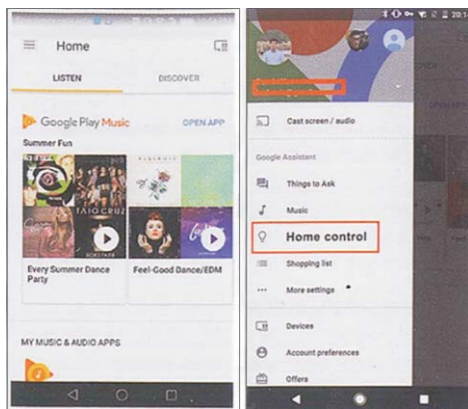 Home
LISTEN
DISCOVER
Google Play Music
OPEN APP
Summer Fun
TAIO CRUZ
Every Summer Dance
Party
Feel-Good Dance/EDM
MY MUSIC & AUDIO APPS
20:1
Cast screen / audio
Google Assistant
Things to Ask
Music
Home control
Shopping list
More settings
Devices
Account preferences
Offers